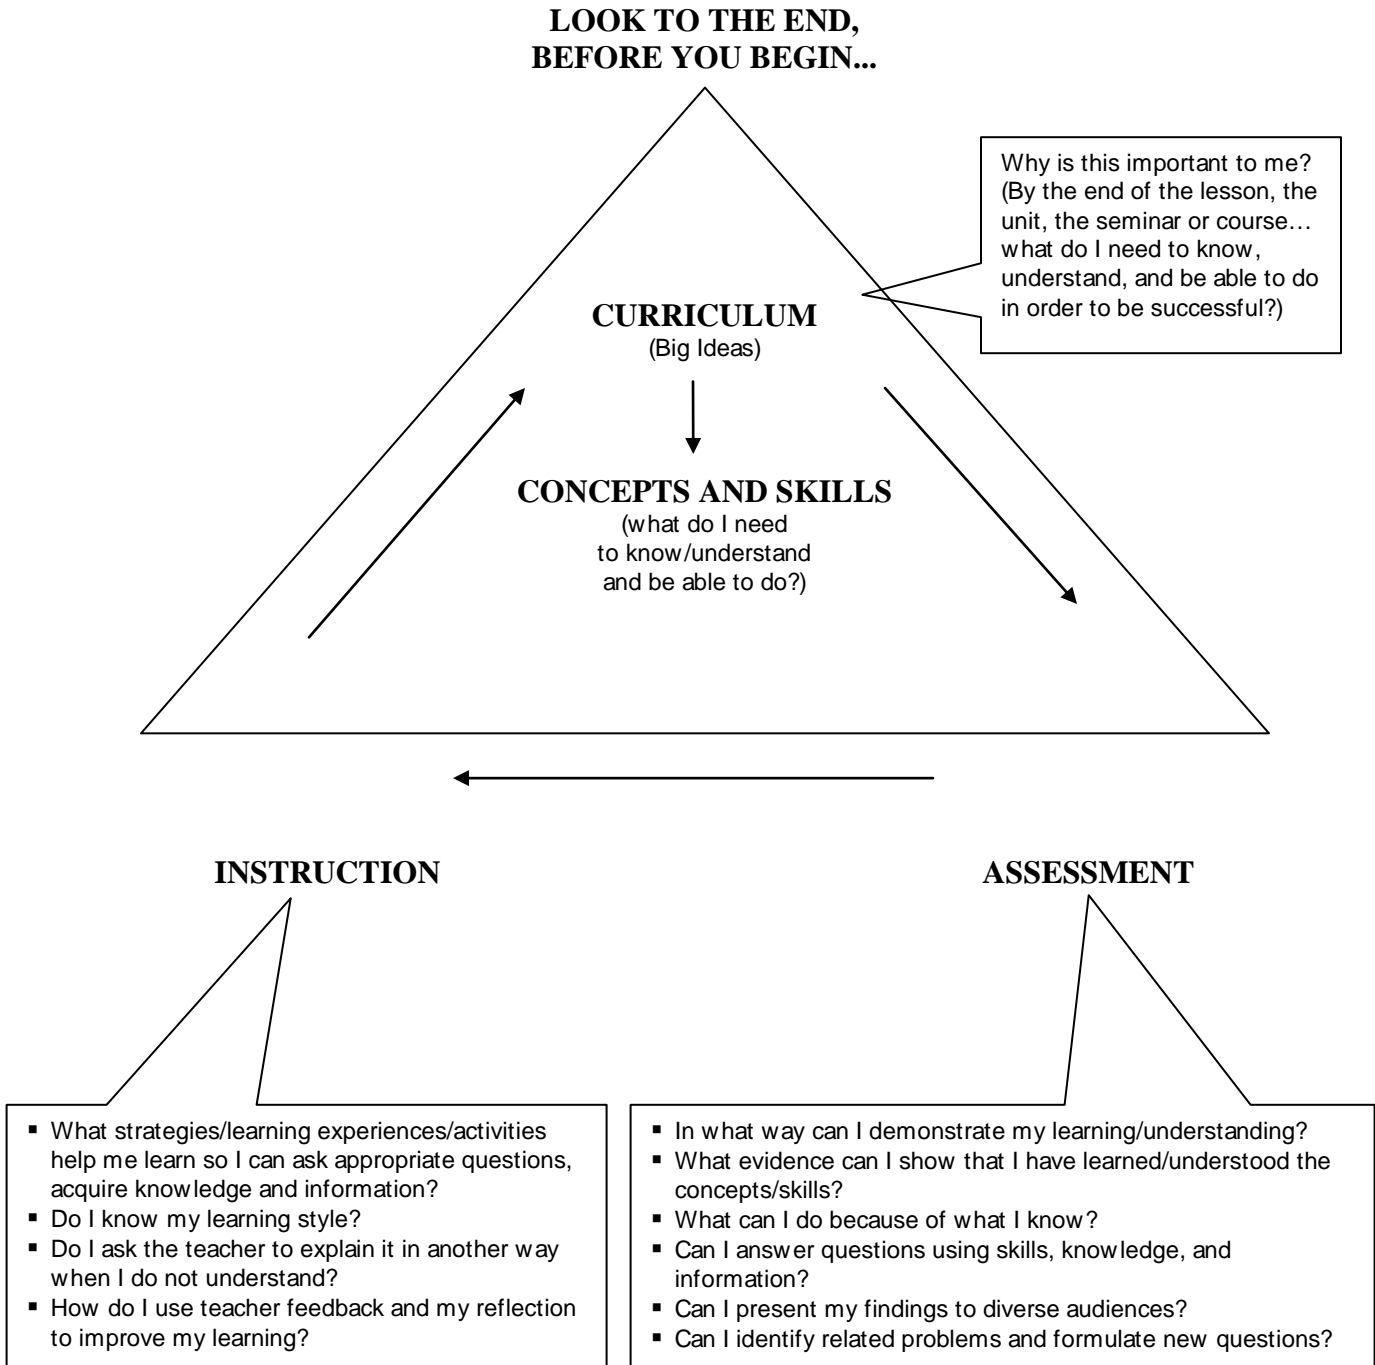 LOOK TO THE END,
BEFORE YOU BEGIN...
Why is this important to me?
(By the end of the lesson, the
unit, the seminar or course…
what do I need to know,
understand, and be able to do
in order to be successful?)
CURRICULUM
(Big Ideas)
CONCEPTS AND SKILLS
(what do I need
to know/understand
and be able to do?)
INSTRUCTION
ASSESSMENT
▪ What strategies/learning experiences/activities
help me learn so I can ask appropriate questions,
acquire knowledge and information?
▪ Do I know my learning style?
▪ Do I ask the teacher to explain it in another way
when I do not understand?
▪ How do I use teacher feedback and my reflection
to improve my learning?
▪ In what way can I demonstrate my learning/understanding?
▪ What evidence can I show that I have learned/understood the
concepts/skills?
▪ What can I do because of what I know?
▪ Can I answer questions using skills, knowledge, and
information?
▪ Can I present my findings to diverse audiences?
▪ Can I identify related problems and formulate new questions?